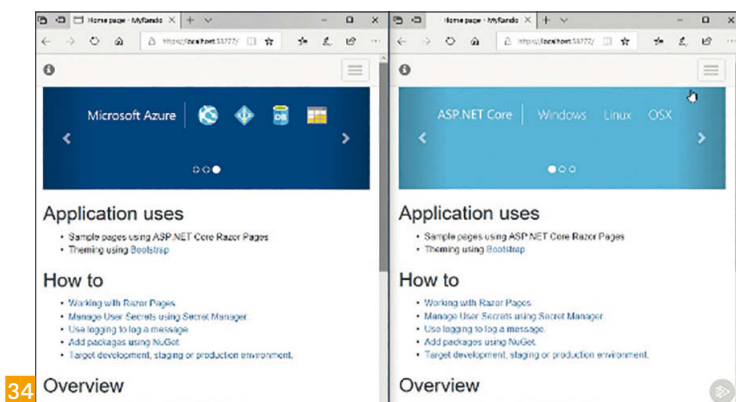 Home page - MyRando
Home page - MyRando
https://localhost:53777/
https://localhost:53777/
Microsoft Azure
DB
ASP.NET Core Windows Linux OSX
Application uses
• Sample pages using ASP.NET Core Razor Pages
• Theming using Bootstrap
How to
• Working with Razor Pages.
• Manage User Secrets using Secret Manager.
• Use logging to log a message.
• Add packages using NuGet.
• Target development, staging or production environment.
Overview
Application uses
• Sample pages using ASP.NET Core Razor Pages
• Theming using Bootstrap
How to
• Working with Razor Pages.
• Manage User Secrets using Secret Manager.
• Use logging to log a message.
• Add packages using NuGet.
• Target development, staging or production environment.
Overview
34